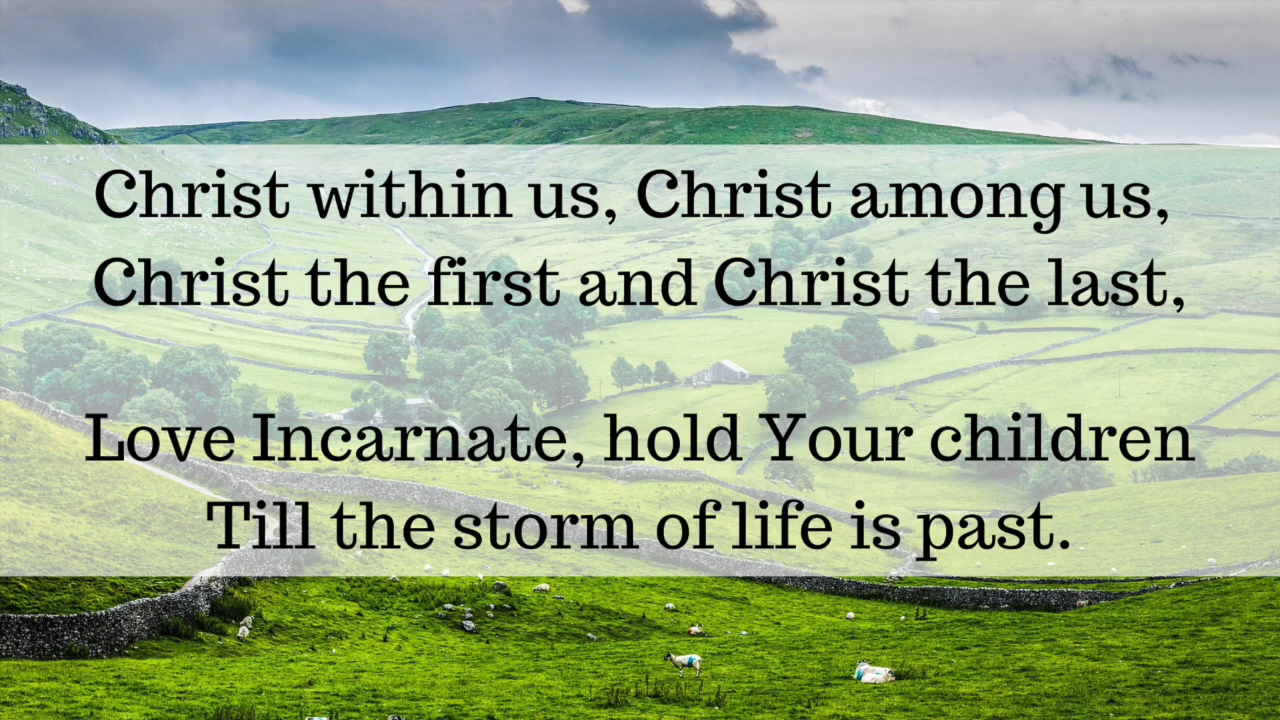 Christ within us, Christ among us,
Christ the first and Christ the last,
Love Incarnate, hold Your children
Till the storm of life is past.